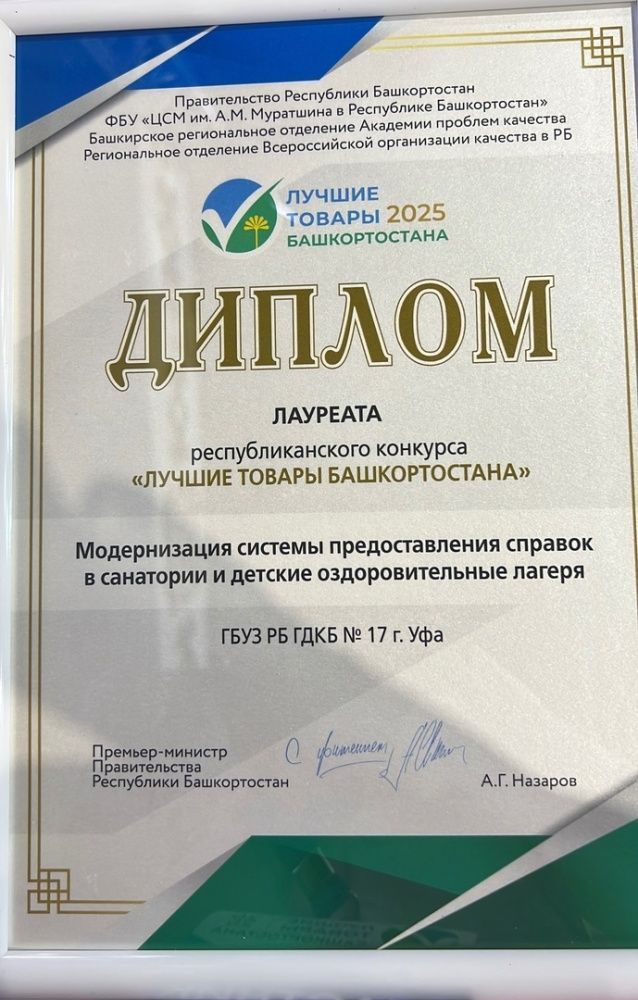 Правительство Республики Башкортостан
ФБУ «ЦСМ им. А.М. Муратшина в Республике Башкортостан»
Башкирское региональное отделение Академии проблем качества
Региональное отделение Всероссийской организации качества в РБ
ЛУЧШИЕ
ТОВАРЫ 2025
БАШКОРТОСТАНА
ДИПЛОМ
ЛАУРЕАТА
республиканского конкурса
«ЛУЧШИЕ ТОВАРЫ БАШКОРТОСТАНА»
Модернизация системы предоставления справок
в санатории и детские оздоровительные лагеря
ГБУЗ РБ ГДКБ № 17 г. Уфа
Премьер-министр
Правительства
Республики Башкортостан
А.Г. Назаров